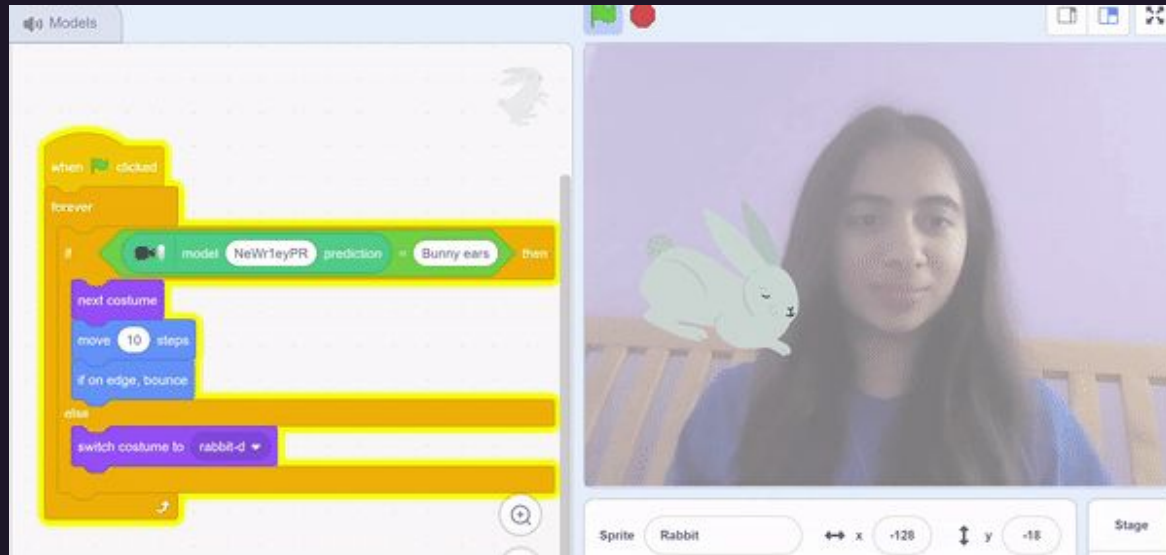 Models
when clicked
forever
if model NeWr1eyPR prediction = Bunny ears then
next costume
move 10 steps
if on edge, bounce
else
switch costume to rabbit-d
Sprite Rabbit x -128 y -18 Stage